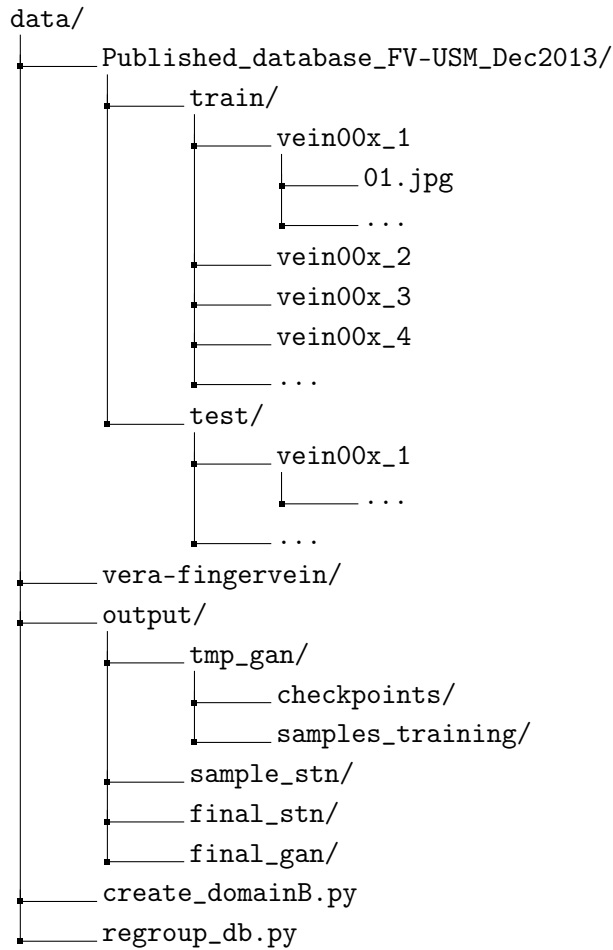 data/
Published_database_FV-USM_Dec2013/
train/
vein00x_1
01.jpg
...
vein00x_2
vein00x_3
vein00x_4
...
test/
vein00x_1
...
...
vera-fingervein/
output/
tmp_gan/
checkpoints/
samples_training/
sample_stn/
final_stn/
final_gan/
create_domainB.py
regroup_db.py